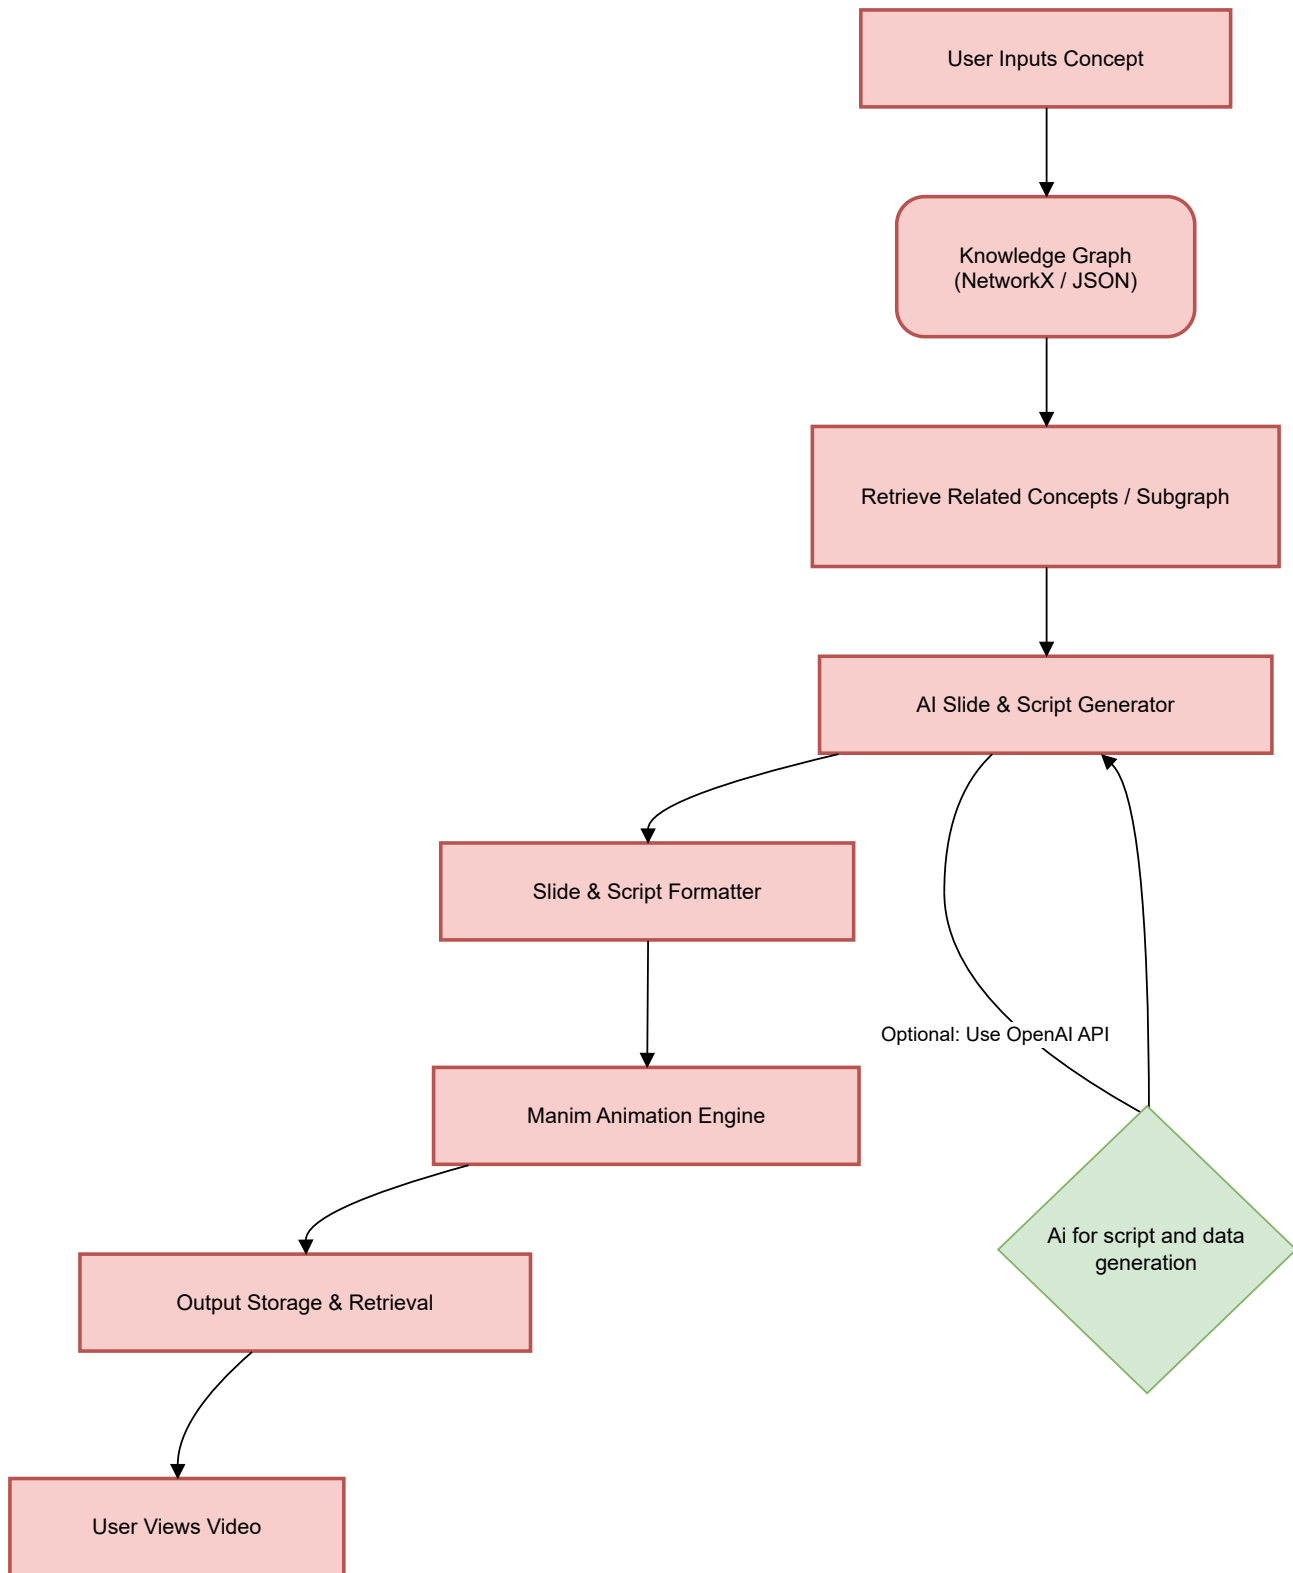 User Inputs Concept
Knowledge Graph
(NetworkX / JSON)
Retrieve Related Concepts / Subgraph
AI Slide & Script Generator
Slide & Script Formatter
Optional: Use OpenAI API
Manim Animation Engine
Ai for script and data
generation
Output Storage & Retrieval
User Views Video